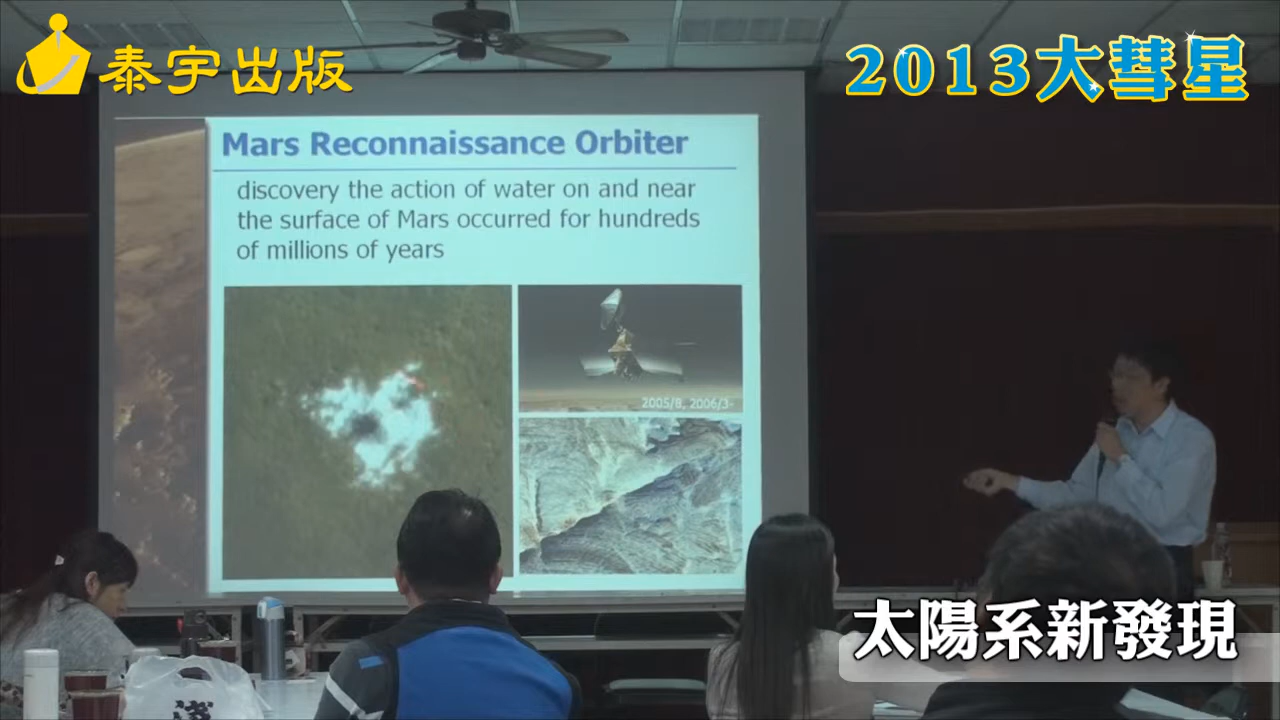 泰宇出版
2013大彗星
Mars Reconnaissance Orbiter
discovery the action of water on and near
the surface of Mars occurred for hundreds
of millions of years
2005/8, 2006/3-
太陽系新發現